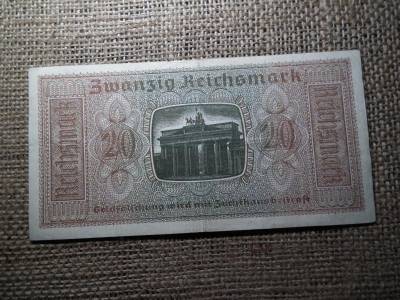 Zwanzig Reichsmark
Reichsmark
20
20
Reichsmark
Geldfälschung wird mit Zuchthaus bestraft